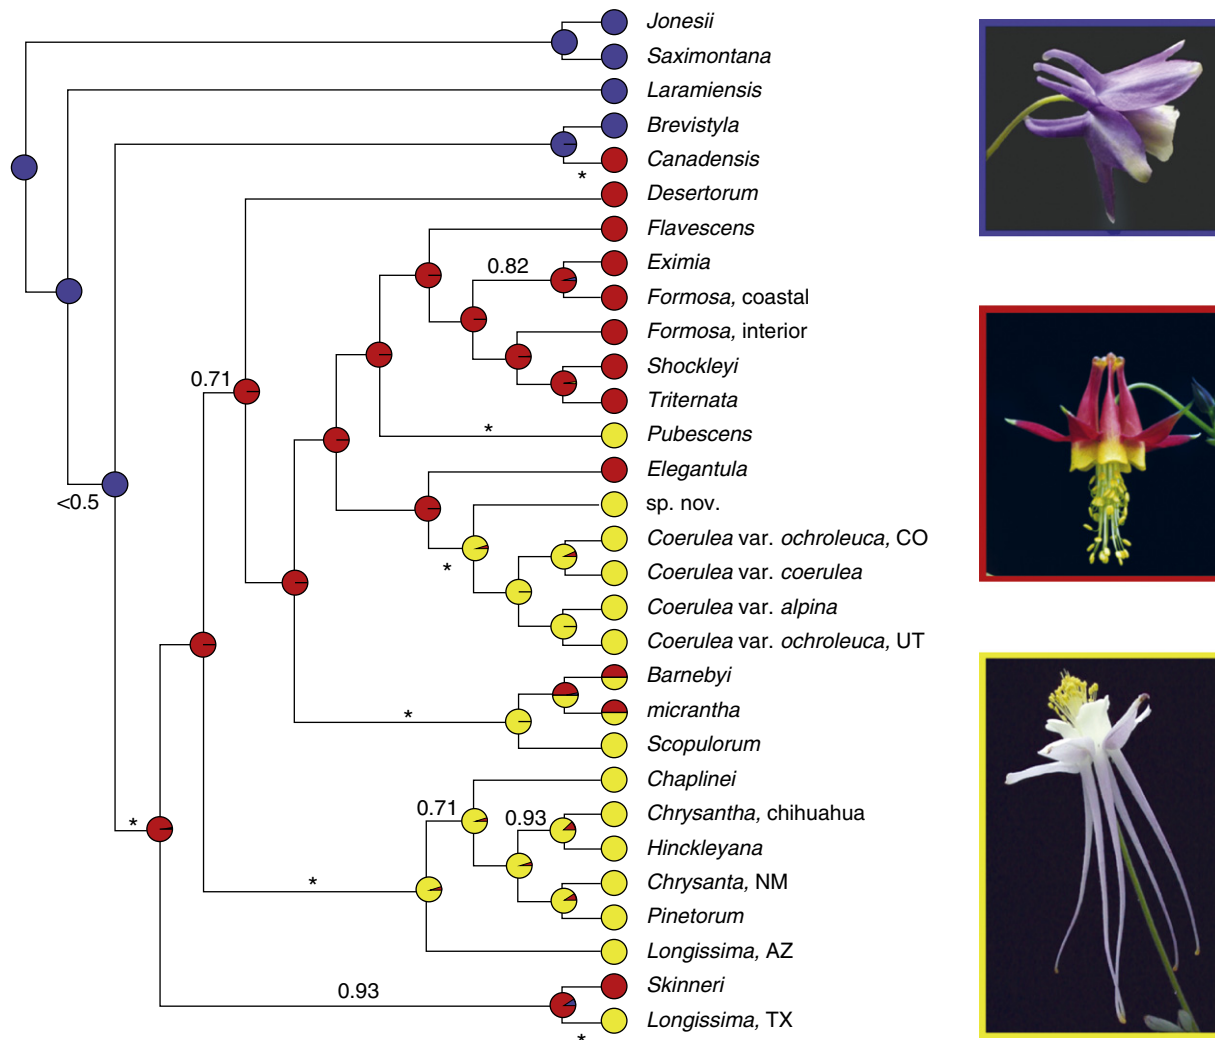 Jonesii
Saximontana
Laramiensis
Brevistyla
Canadensis
*
Desertorum
Flavescens
0.82
Eximia
Formosa, coastal
Formosa, interior
Shockleyi
0.71
Triternata
*
Pubescens
Elegantula
<0.5
sp. nov.
Coerulea var. ochroleuca, CO
*
Coerulea var. coerulea
Coerulea var. alpina
Coerulea var. ochroleuca, UT
Barnebyi
*
micrantha
Scopulorum
Chaplinei
0.71
0.93
Chrysantha, chihuahua
*
Hinckleyana
*
Chrysanta, NM
Pinetorum
Longissima, AZ
0.93
Skinneri
Longissima, TX
*